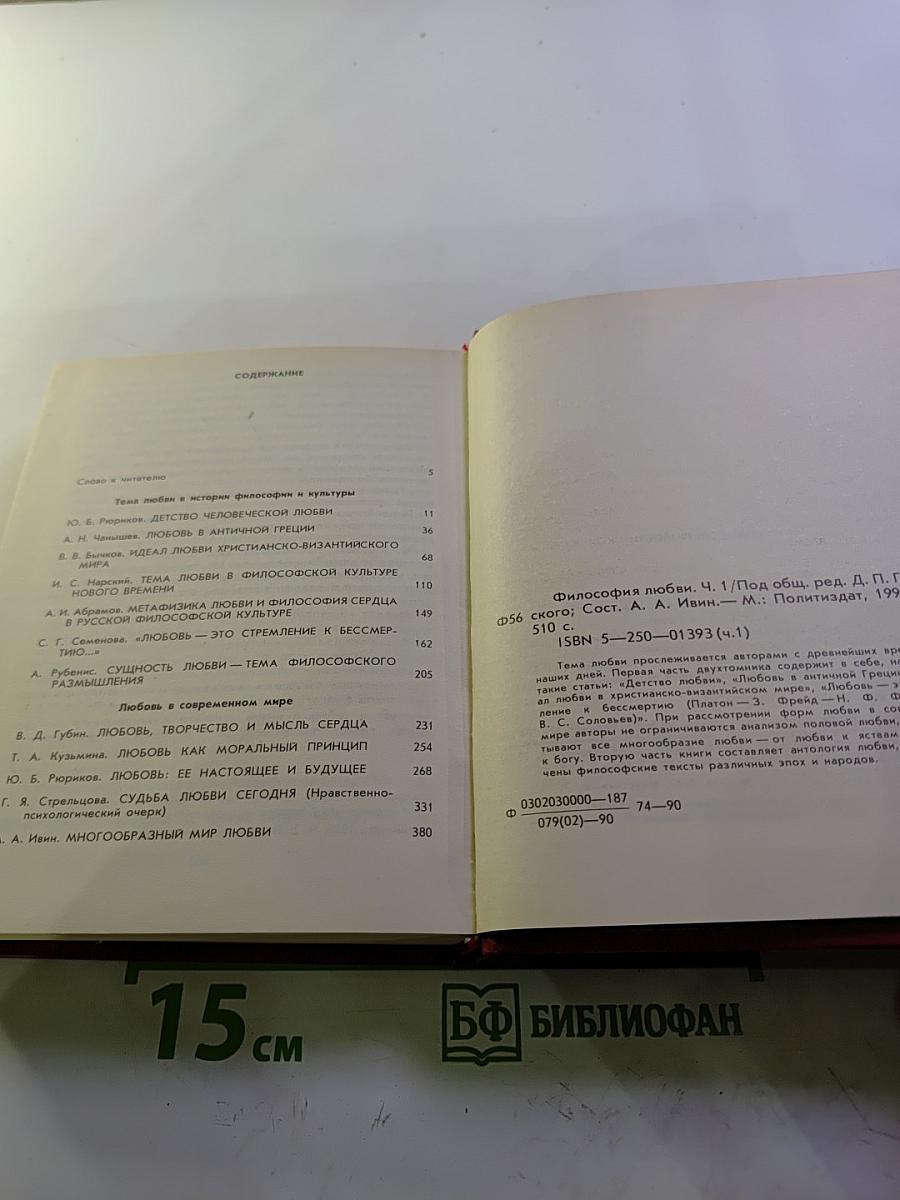 СОДЕРЖАНИЕ
Слово к читателю 5
Тема любви в истории философии и культуры
Ю. Б. Рюриков. ДЕТСТВО ЧЕЛОВЕЧЕСКОЙ ЛЮБВИ 11
А. Н. Чанышев. ЛЮБОВЬ В АНТИЧНОЙ ГРЕЦИИ 36
В. В. Бычков. ИДЕАЛ ЛЮБВИ ХРИСТИАНСКО-ВИЗАНТИЙСКОГО
МИРА 68
И. С. Нарский. ТЕМА ЛЮБВИ В ФИЛОСОФСКОЙ КУЛЬТУРЕ
НОВОГО ВРЕМЕНИ 110
А. И. Абрамов. МЕТАФИЗИКА ЛЮБВИ И ФИЛОСОФИЯ СЕРДЦА
В РУССКОЙ ФИЛОСОФСКОЙ КУЛЬТУРЕ 149
С. Г. Семенова. «ЛЮБОВЬ — ЭТО СТРЕМЛЕНИЕ К БЕССМЕР-
ТИЮ...» 162
А. Рубенис. СУЩНОСТЬ ЛЮБВИ — ТЕМА ФИЛОСОФСКОГО
РАЗМЫШЛЕНИЯ 205
Любовь в современном мире
В. Д. Губин. ЛЮБОВЬ, ТВОРЧЕСТВО И МЫСЛЬ СЕРДЦА 231
Т. А. Кузьмина. ЛЮБОВЬ КАК МОРАЛЬНЫЙ ПРИНЦИП 254
Ю. Б. Рюриков. ЛЮБОВЬ: ЕЕ НАСТОЯЩЕЕ И БУДУЩЕЕ 268
Г. Я. Стрельцова. СУДЬБА ЛЮБВИ СЕГОДНЯ (Нравственно-
психологический очерк) 331
А. Ивин. МНОГООБРАЗНЫЙ МИР ЛЮБВИ 380
Философия любви. Ч. 1/Под общ. ред. Д. П.
Ф56 ского; Сост. А. А. Ивин.— М.: Политиздат, 199
510 с.
ISBN 5—250—01393 (ч.1)
Тема любви прослеживается авторами с древнейших вре
наших дней. Первая часть двухтомника содержит в себе, на
такие статьи: «Детство любви», «Любовь в античной Греции
ал любви в христианско-византийском мире», «Любовь — э
ление к бессмертию (Платон — З. Фрейд — Н. Ф. Ф
В. С. Соловьев)». При рассмотрении форм любви в сов
мире авторы не ограничиваются анализом половой любви,
тывают все многообразие любви — от любви к яствам
к богу. Вторую часть книги составляет антология любви,
чены философские тексты различных эпох и народов.
Ф 0302030000—187 74—90
079(02)—90
15 см
БФ БИБЛИОФАН